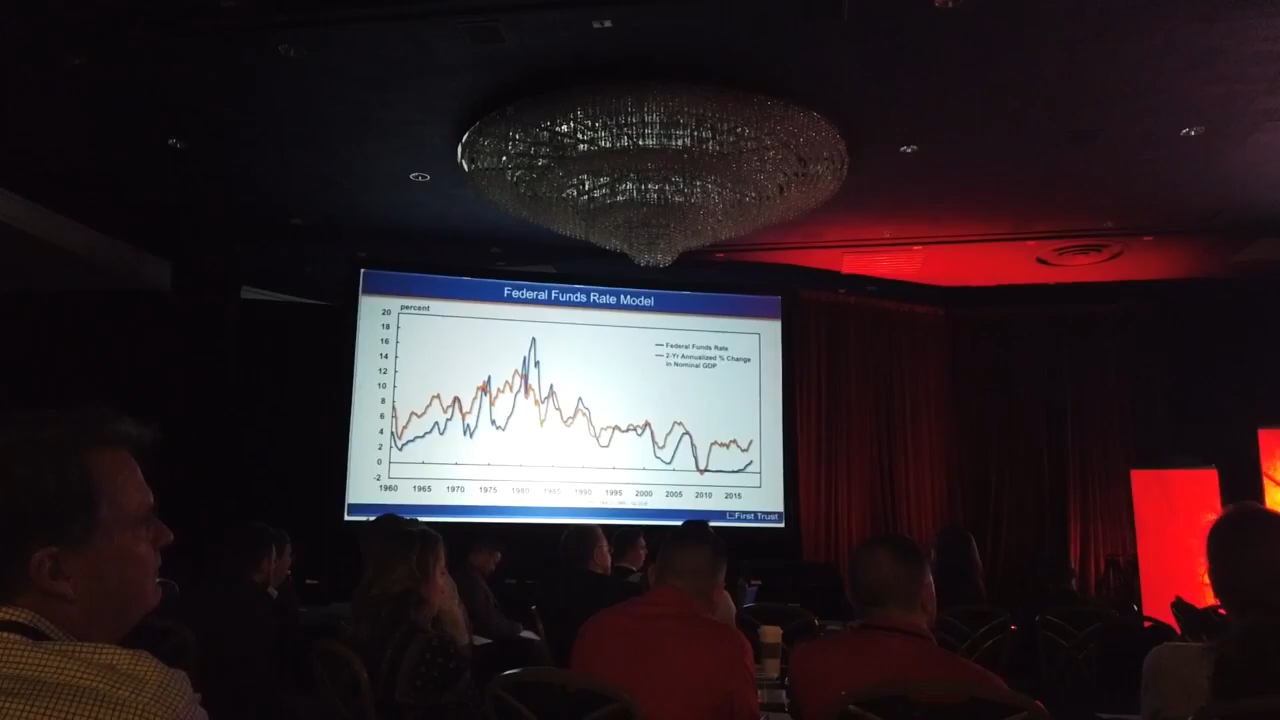 Federal Funds Rate Model
percent
20
18
16
14
12
10
8
6
4
2
0
-2
Federal Funds Rate
2-Yr Annualized % Change
in Nominal GDP
1960 1965 1970 1975 1980 1985 1990 1995 2000 2005 2010 2015
First Trust